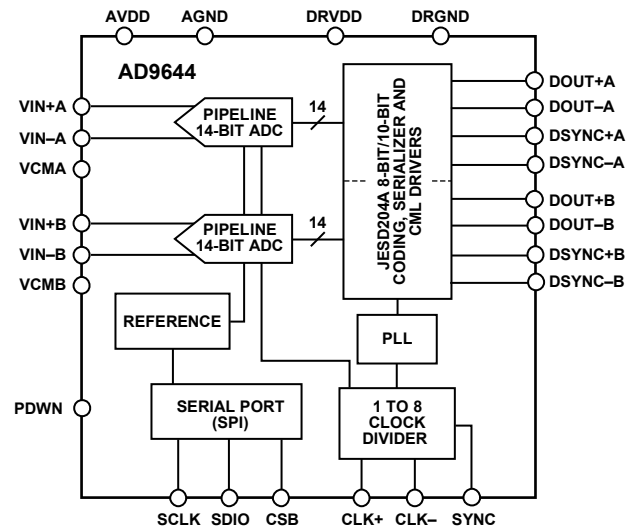 AVDD
AGND
DRVDD
DRGND
AD9644
VIN+A
VIN–A
VCMA
VIN+B
VIN–B
VCMB
PDWN
PIPELINE
14-BIT ADC
14
PIPELINE
14-BIT ADC
14
JESD204A 8-BIT/10-BIT
CODING, SERIALIZER AND
CML DRIVERS
DOUT+A
DOUT–A
DSYNC+A
DSYNC–A
DOUT+B
DOUT–B
DSYNC+B
DSYNC–B
REFERENCE
PLL
SERIAL PORT
(SPI)
1 TO 8
CLOCK
DIVIDER
SCLK
SDIO
CSB
CLK+
CLK–
SYNC